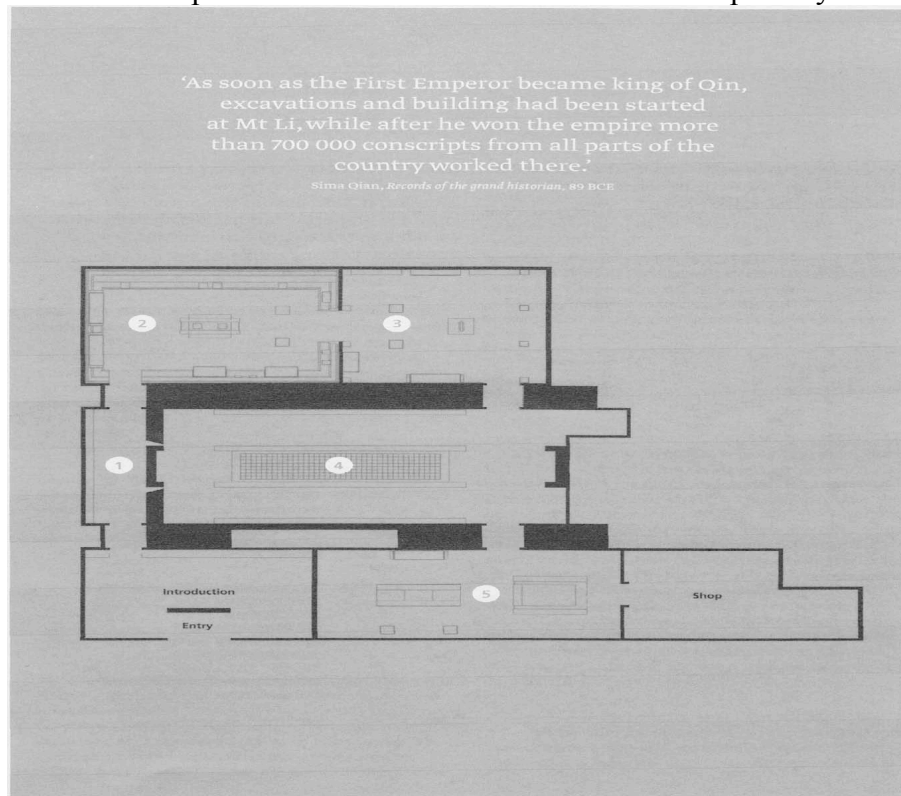 'As soon as the First Emperor became king of Qin,
excavations and building had been started
at Mt Li, while after he won the empire more
than 700 000 conscripts from all parts of the
country worked there.'
Sima Qian, Records of the grand historian, 89 BCE
2
3
1
4
Introduction
Entry
5
Shop